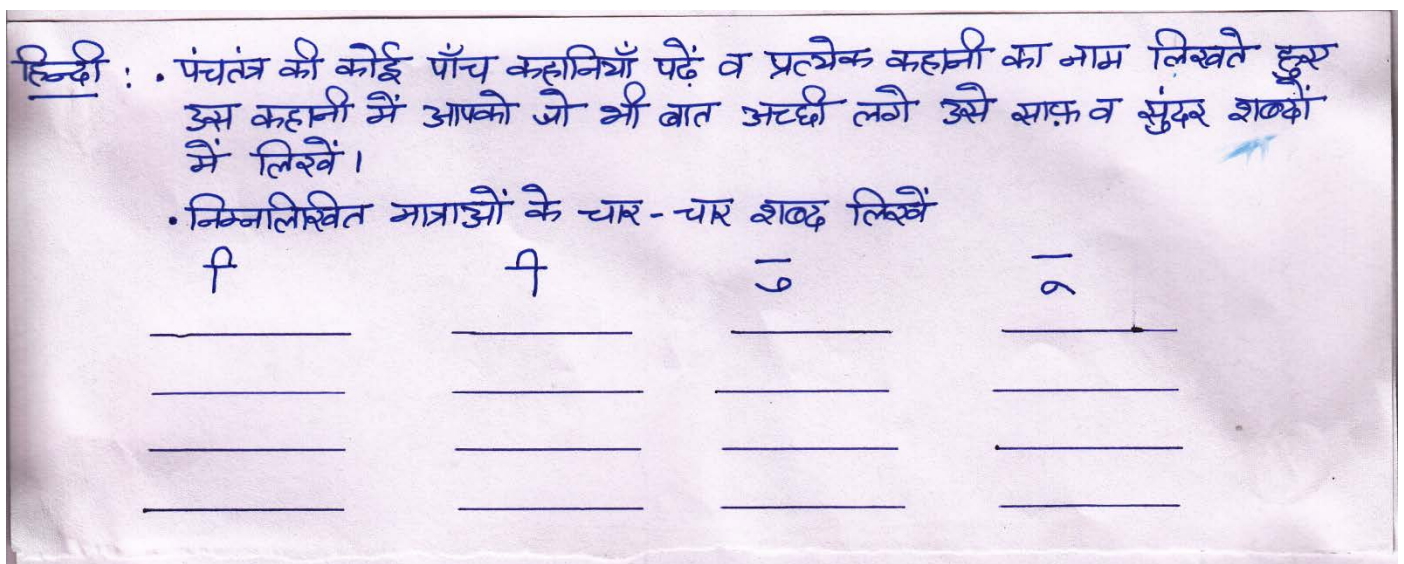 हिन्दी : • पंचतंत्र की कोई पाँच कहानियाँ पढ़ें व प्रत्येक कहानी का नाम लिखते हुए
उस कहानी में आपको जो भी बात अच्छी लगे उसे साफ़ व सुंदर शब्दों
में लिखें।
• निम्नलिखित मात्राओं के चार - चार शब्द लिखें
ि ी ु ू